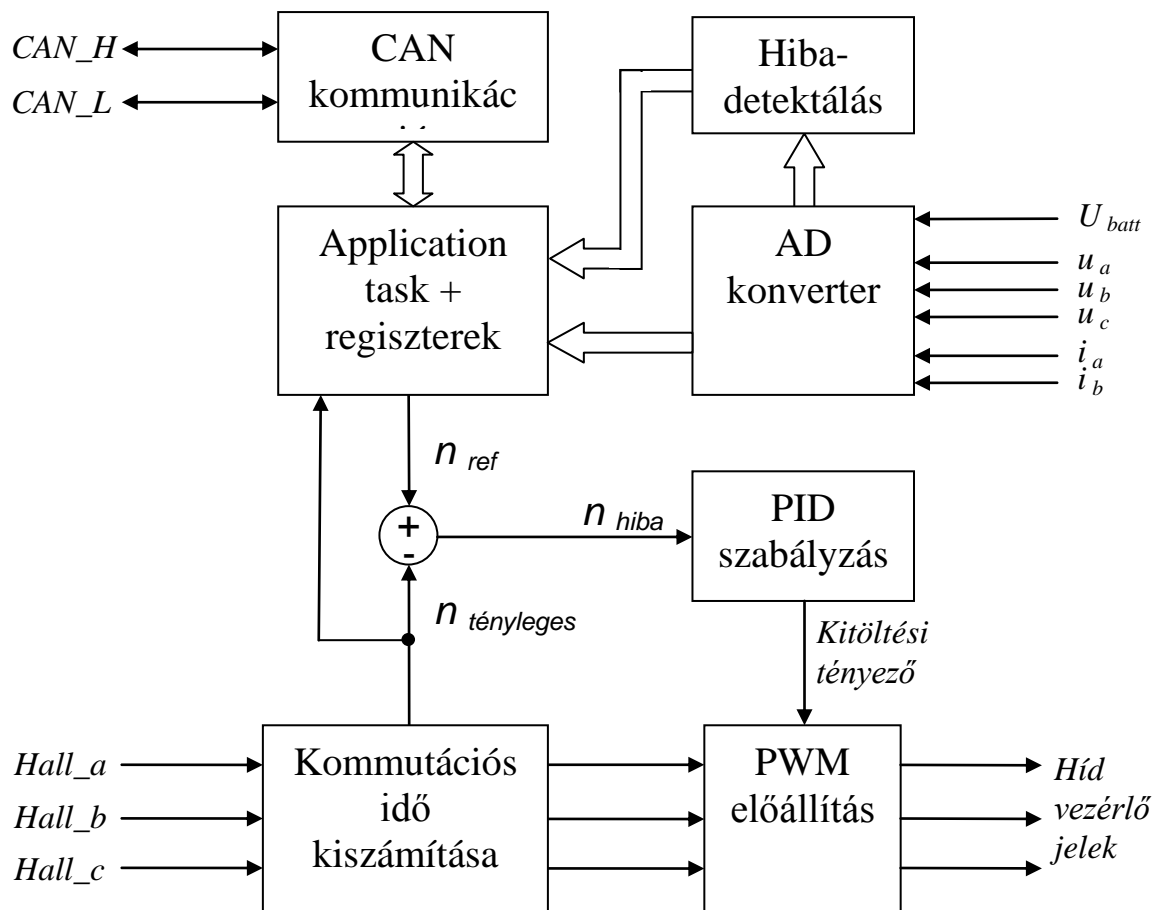 CAN_H
CAN_L
CAN
kommunikác
Hiba-
detektálás
Application
task +
regiszterek
AD
konverter
U batt
u a
u b
u c
i a
i b
n ref
+
-
n hiba
PID
szabályzás
n tényleges
Kitöltési
tényező
Hall_a
Hall_b
Hall_c
Kommutációs
idő
kiszámítása
PWM
előállítás
Híd
vezérlő
jelek